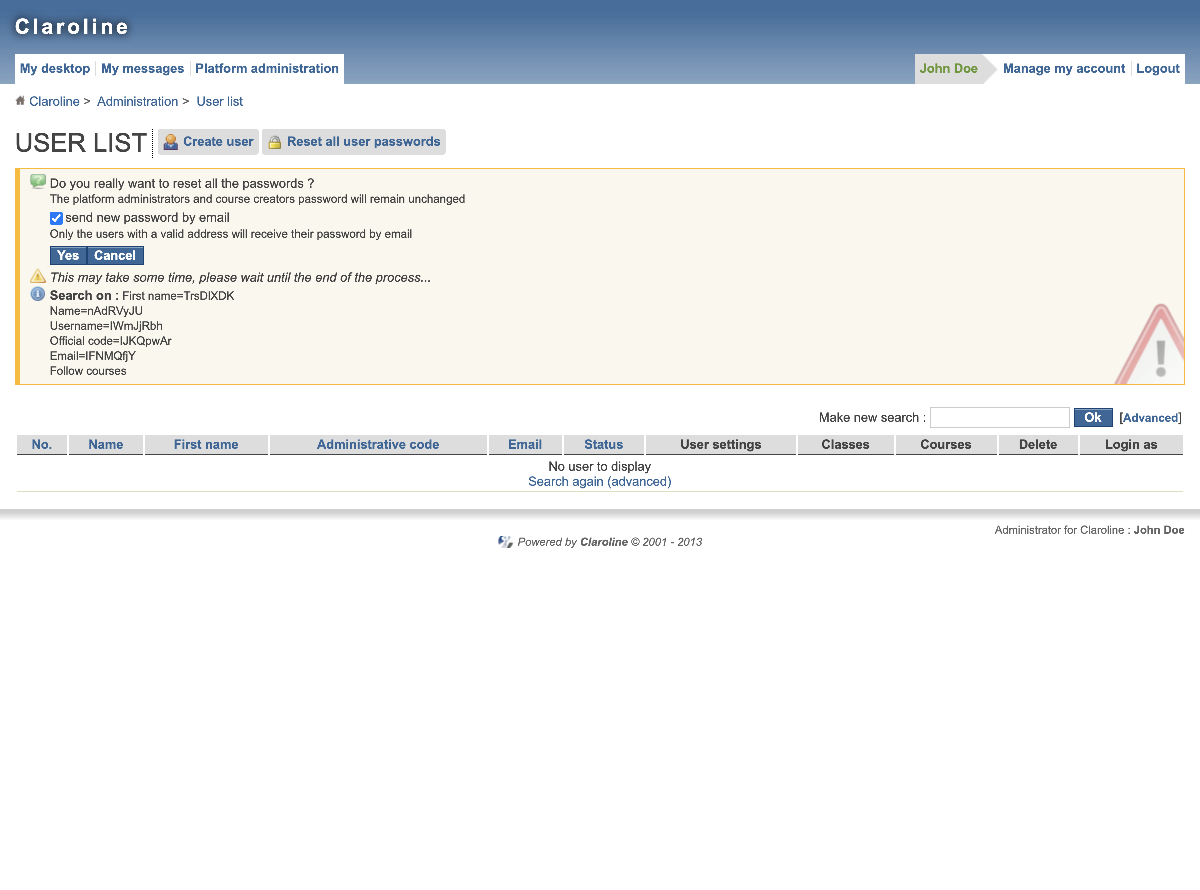 Claroline
My desktop My messages Platform administration John Doe Manage my account Logout
Claroline > Administration > User list
USER LIST Create user Reset all user passwords
Do you really want to reset all the passwords ?
The platform administrators and course creators password will remain unchanged
send new password by email
Only the users with a valid address will receive their password by email
Yes Cancel
This may take some time, please wait until the end of the process...
Search on : First name=TrsDlXDK
Name=nAdRVyJU
Username=IWmJjRbh
Official code=IJKQpwAr
Email=IFNMQfjY
Follow courses
Make new search : Ok [Advanced]
No. Name First name Administrative code Email Status User settings Classes Courses Delete Login as
No user to display
Search again (advanced)
Administrator for Claroline : John Doe
Powered by Claroline © 2001 - 2013